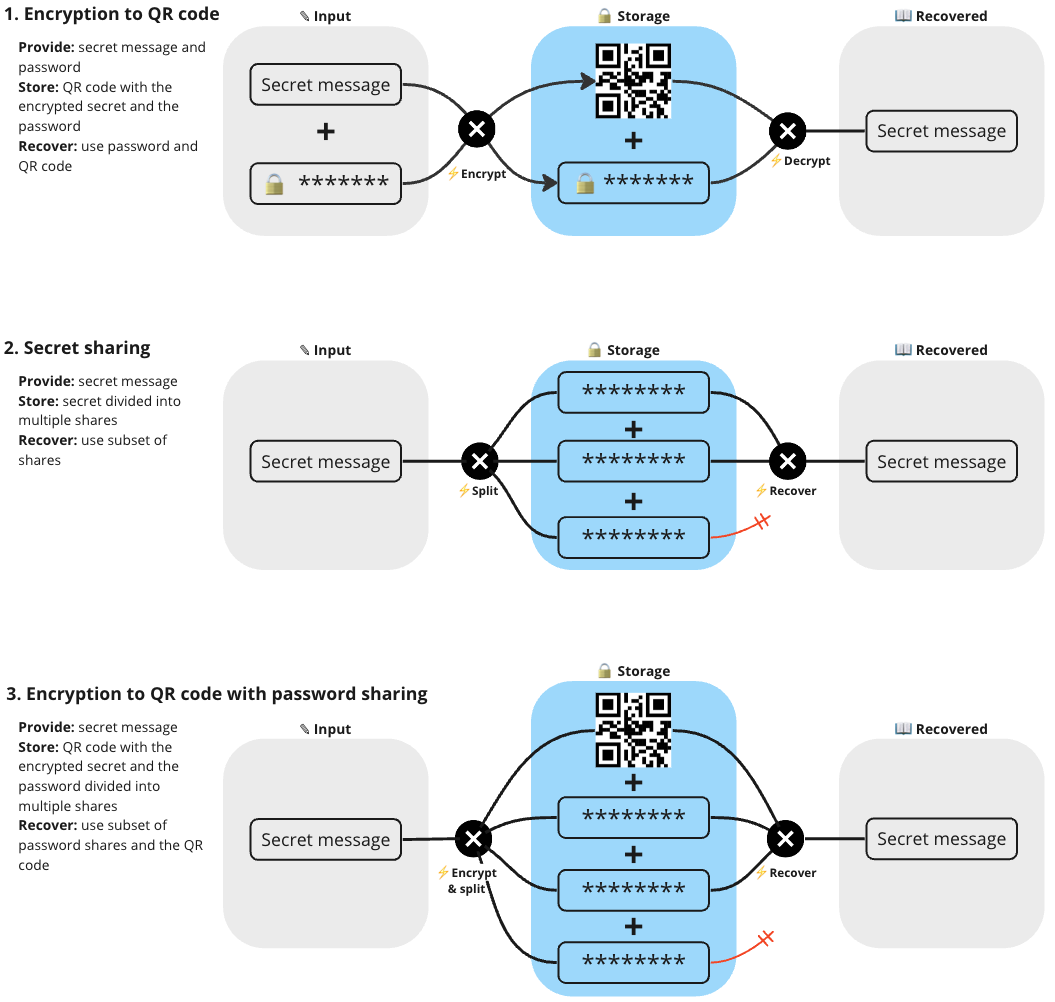 1. Encryption to QR code
Provide: secret message and
password
Store: QR code with the
encrypted secret and the
password
Recover: use password and
QR code
✎ Input
Secret message
+
🔒 *******
⚡Encrypt
🔒 Storage
+
🔒 *******
⚡Decrypt
📖 Recovered
Secret message
2. Secret sharing
Provide: secret message
Store: secret divided into
multiple shares
Recover: use subset of
shares
✎ Input
Secret message
⚡Split
🔒 Storage
********
+
********
+
********
⚡Recover
📖 Recovered
Secret message
3. Encryption to QR code with password sharing
Provide: secret message
Store: QR code with the
encrypted secret and the
password divided into
multiple shares
Recover: use subset of
password shares and the QR
code
✎ Input
Secret message
⚡Encrypt
& split
🔒 Storage
+
********
+
********
+
********
⚡Recover
📖 Recovered
Secret message